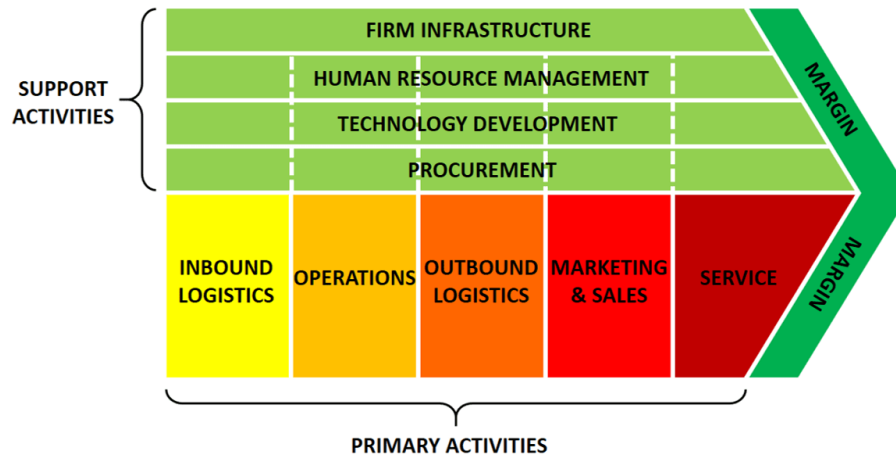 FIRM INFRASTRUCTURE
HUMAN RESOURCE MANAGEMENT
TECHNOLOGY DEVELOPMENT
PROCUREMENT
SUPPORT
ACTIVITIES
MARGIN
INBOUND
LOGISTICS
OPERATIONS
OUTBOUND
LOGISTICS
MARKETING
& SALES
SERVICE
MARGIN
PRIMARY ACTIVITIES